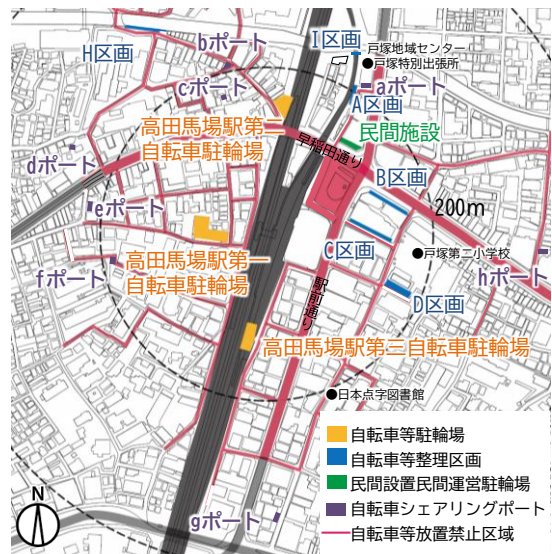 H区画
bポート
I区画
戸塚地域センター
●戸塚特別出張所
cポート
aポート
A区画
高田馬場駅第二
自転車駐輪場
民間施設
早稲田通り
dポート
B区画
eポート
200m
C区画
●戸塚第二小学校
高田馬場駅第一
自転車駐輪場
fポート
hポート
駅前通り
D区画
高田馬場駅第三自転車駐輪場
●日本点字図書館
gポート
N
自転車等駐輪場
自転車等整理区画
民間設置民間運営駐輪場
自転車シェアリングポート
自転車等放置禁止区域